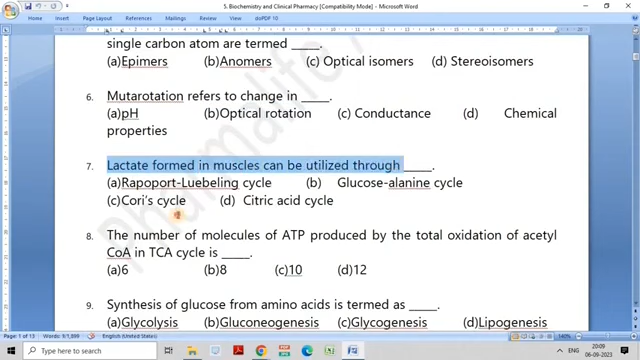 5. Biochemistry and Clinical Pharmacy [Compatibility Mode] - Microsoft Word
Home Insert Page Layout References Mailings Review View doPDF 10
single carbon atom are termed _____.
(a)Epimers (b)Anomers (c) Optical isomers (d) Stereoisomers
6. Mutarotation refers to change in _____.
(a)pH (b)Optical rotation (c) Conductance (d) Chemical
properties
7. Lactate formed in muscles can be utilized through _____.
(a)Rapoport-Luebeling cycle (b) Glucose-alanine cycle
(c)Cori's cycle (d) Citric acid cycle
8. The number of molecules of ATP produced by the total oxidation of acetyl
CoA in TCA cycle is _____.
(a)6 (b)8 (c)10 (d)12
9. Synthesis of glucose from amino acids is termed as _____.
(a)Glycolysis (b)Gluconeogenesis (c)Glycogenesis (d)Lipogenesis
Page: 1 of 13 English (United States) 140%
Type here to search
ENG
20:09
06-09-2023